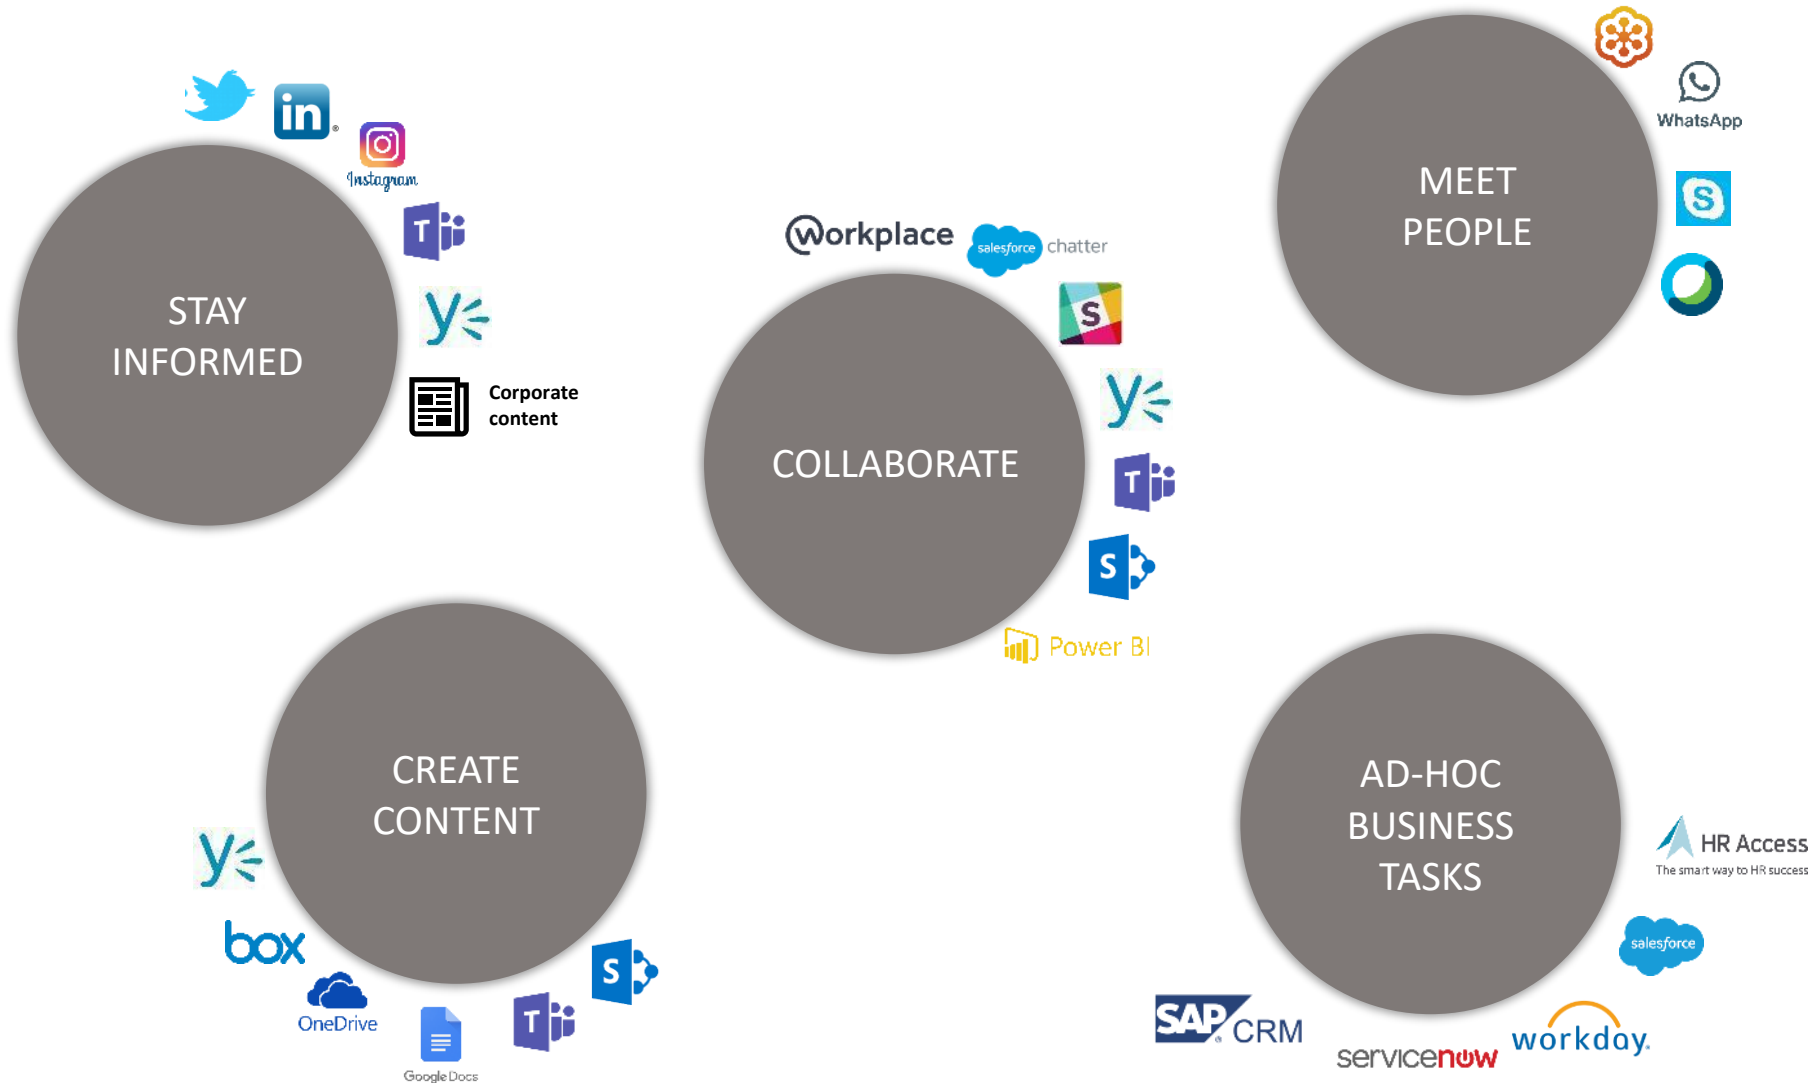 in
Instagram
T
y
Corporate
content
STAY
INFORMED
workplace
salesforce chatter
S
y
T
S
Power BI
COLLABORATE
WhatsApp
S
MEET
PEOPLE
CREATE
CONTENT
y
box
OneDrive
Google Docs
T
S
AD-HOC
BUSINESS
TASKS
HR Access
The smart way to HR success
salesforce
workday.
servicenow
SAP CRM